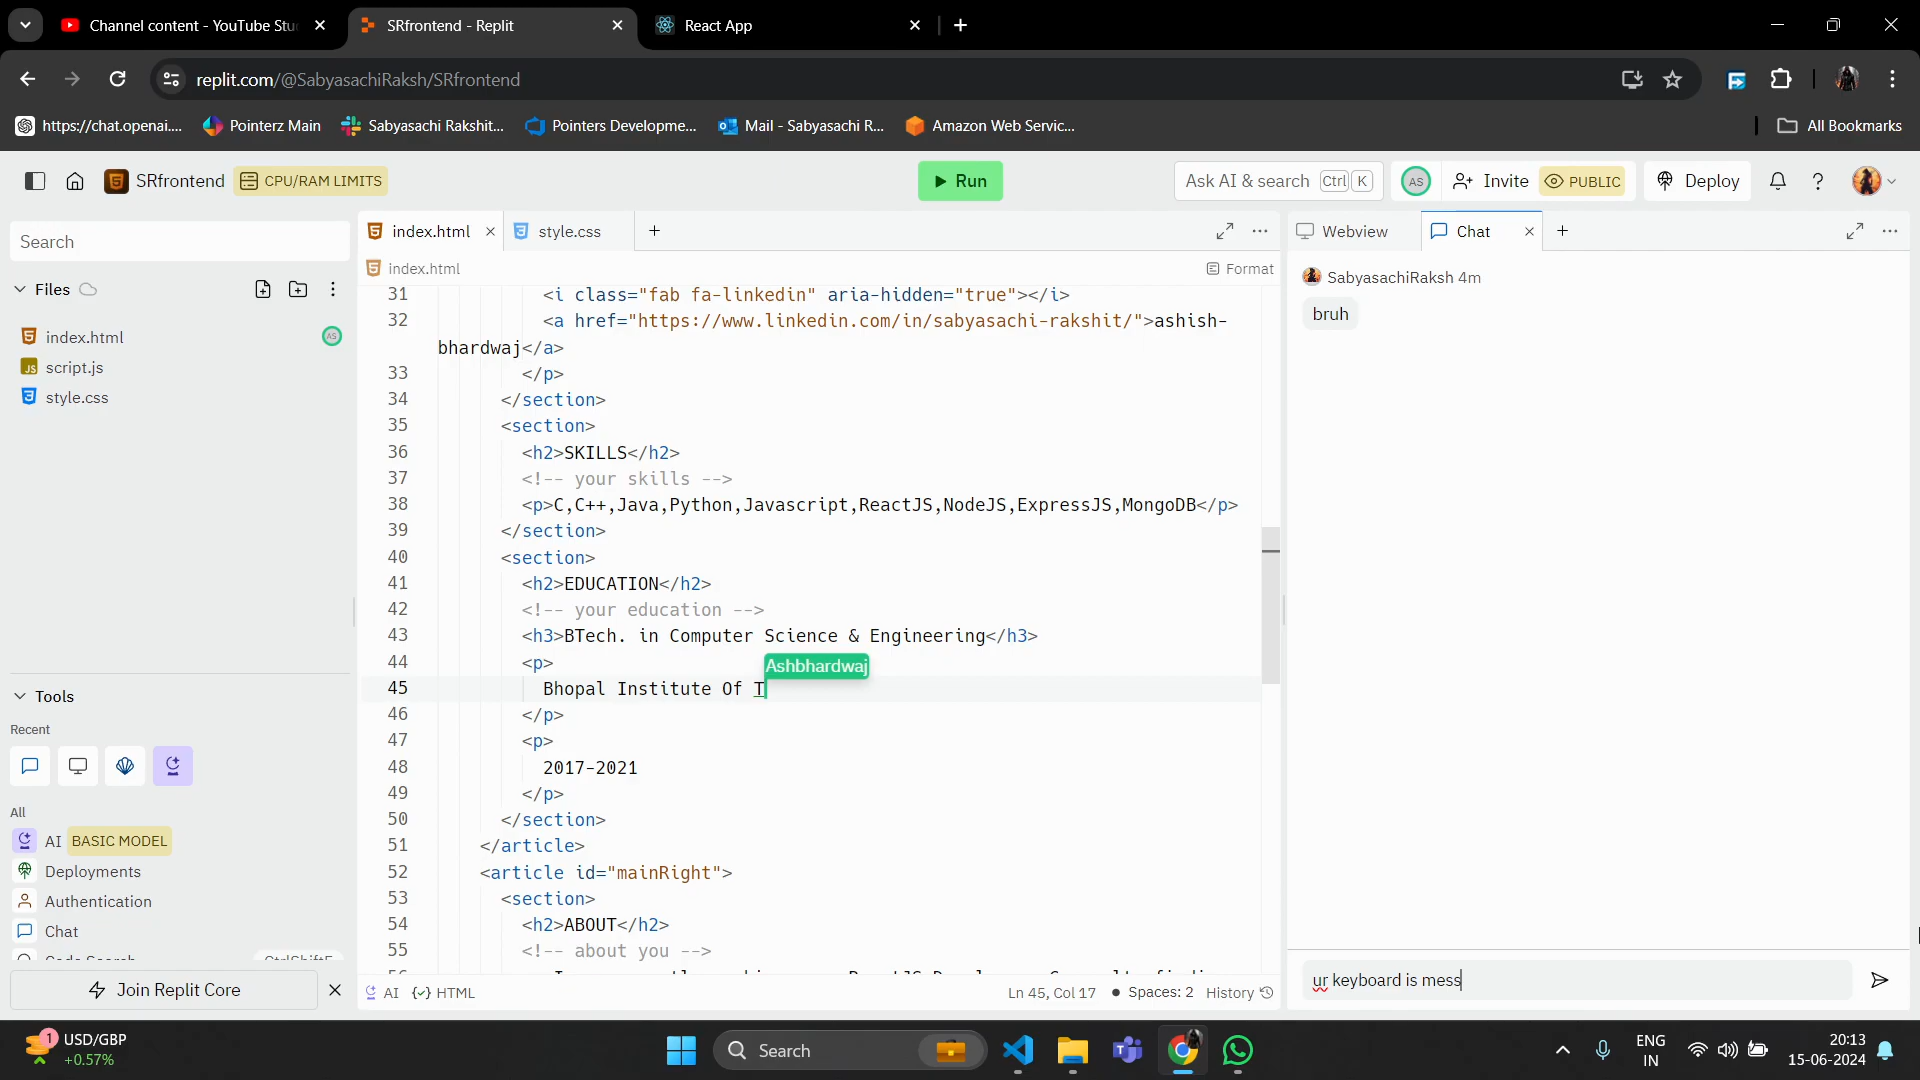 Channel content - YouTube Stu
SRfrontend - Replit
React App
replit.com/@SabyasachiRaksh/SRfrontend
https://chat.openai....
Pointerz Main
Sabyasachi Rakshit...
Pointers Developme...
Mail - Sabyasachi R...
Amazon Web Servic...
All Bookmarks
SRfrontend
CPU/RAM LIMITS
Run
Ask AI & search Ctrl K
AS
Invite
PUBLIC
Deploy
Search
Files
index.html
AS
script.js
style.css
Tools
Recent
All
AI BASIC MODEL
Deployments
Authentication
Chat
Join Replit Core
index.html
style.css
index.html
Format
31 <i class="fab fa-linkedin" aria-hidden="true"></i>
32 <a href="https://www.linkedin.com/in/sabyasachi-rakshit/">ashish-
bhardwaj</a>
33 </p>
34 </section>
35 <section>
36 <h2>SKILLS</h2>
37 <!-- your skills -->
38 <p>C,C++,Java,Python,Javascript,ReactJS,NodeJS,ExpressJS,MongoDB</p>
39 </section>
40 <section>
41 <h2>EDUCATION</h2>
42 <!-- your education -->
43 <h3>BTech. in Computer Science & Engineering</h3>
44 <p>
Ashbhardwaj
45 Bhopal Institute Of T
46 </p>
47 <p>
48 2017-2021
49 </p>
50 </section>
51 </article>
52 <article id="mainRight">
53 <section>
54 <h2>ABOUT</h2>
55 <!-- about you -->
AI
HTML
Ln 45, Col 17
Spaces: 2
History
Webview
Chat
SabyasachiRaksh 4m
bruh
ur keyboard is mess
1
USD/GBP
+0.57%
Search
ENG
IN
20:13
15-06-2024